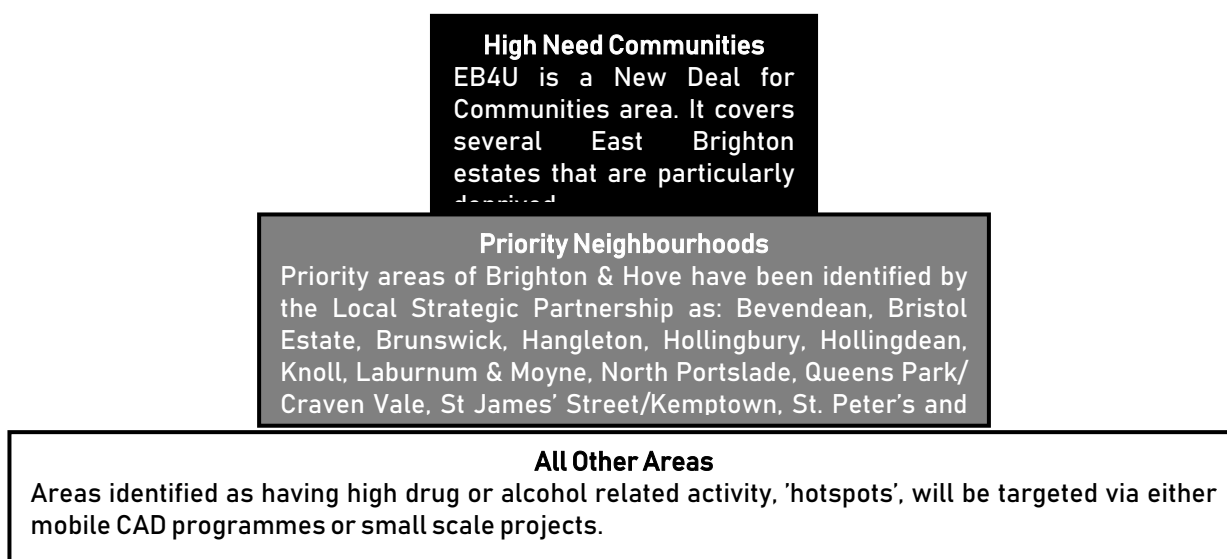 High Need Communities
EB4U is a New Deal for
Communities area. It covers
several East Brighton
estates that are particularly
deprived
Priority Neighbourhoods
Priority areas of Brighton & Hove have been identified by
the Local Strategic Partnership as: Bevendean, Bristol
Estate, Brunswick, Hangleton, Hollingbury, Hollingdean,
Knoll, Laburnum & Moyne, North Portslade, Queens Park/
Craven Vale, St James’ Street/Kemptown, St. Peter’s and
All Other Areas
Areas identified as having high drug or alcohol related activity, ’hotspots’, will be targeted via either
mobile CAD programmes or small scale projects.